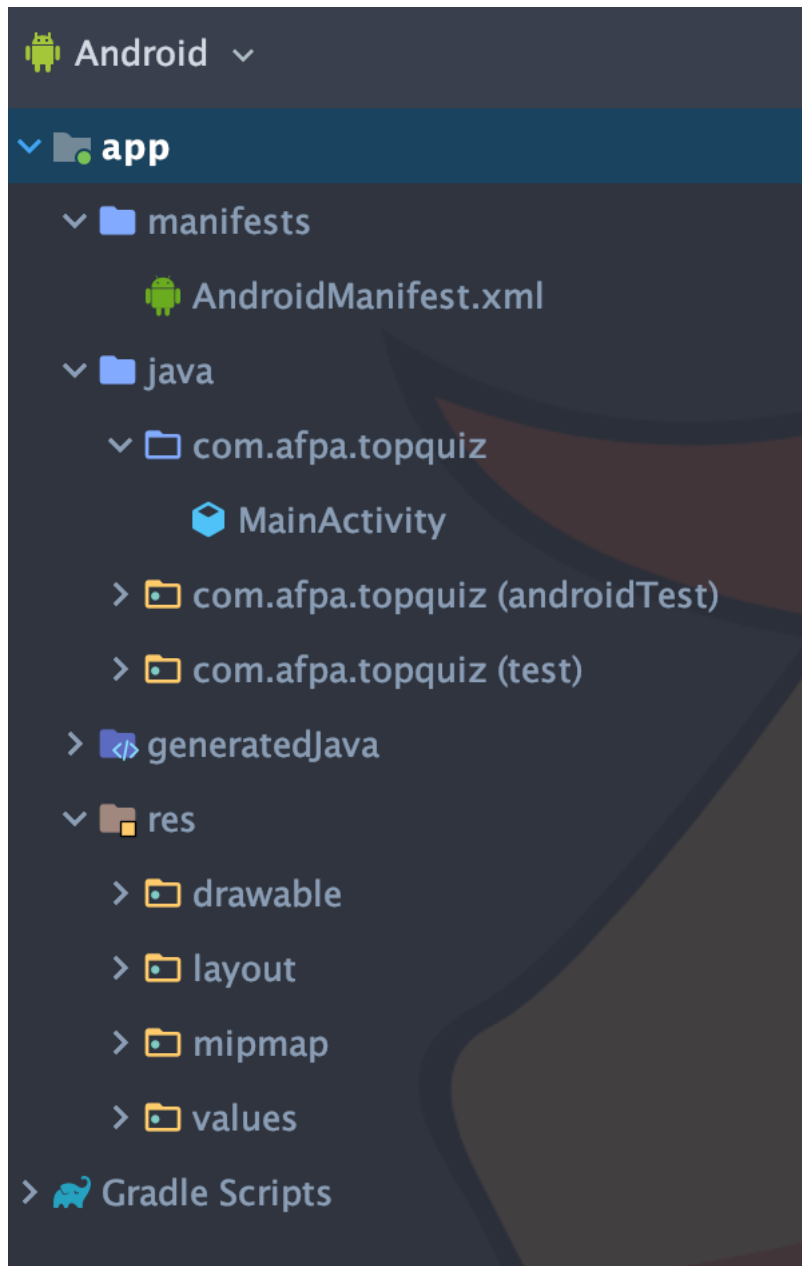 Android
app
manifests
AndroidManifest.xml
java
com.afpa.topquiz
MainActivity
com.afpa.topquiz (androidTest)
com.afpa.topquiz (test)
generatedJava
res
drawable
layout
mipmap
values
Gradle Scripts